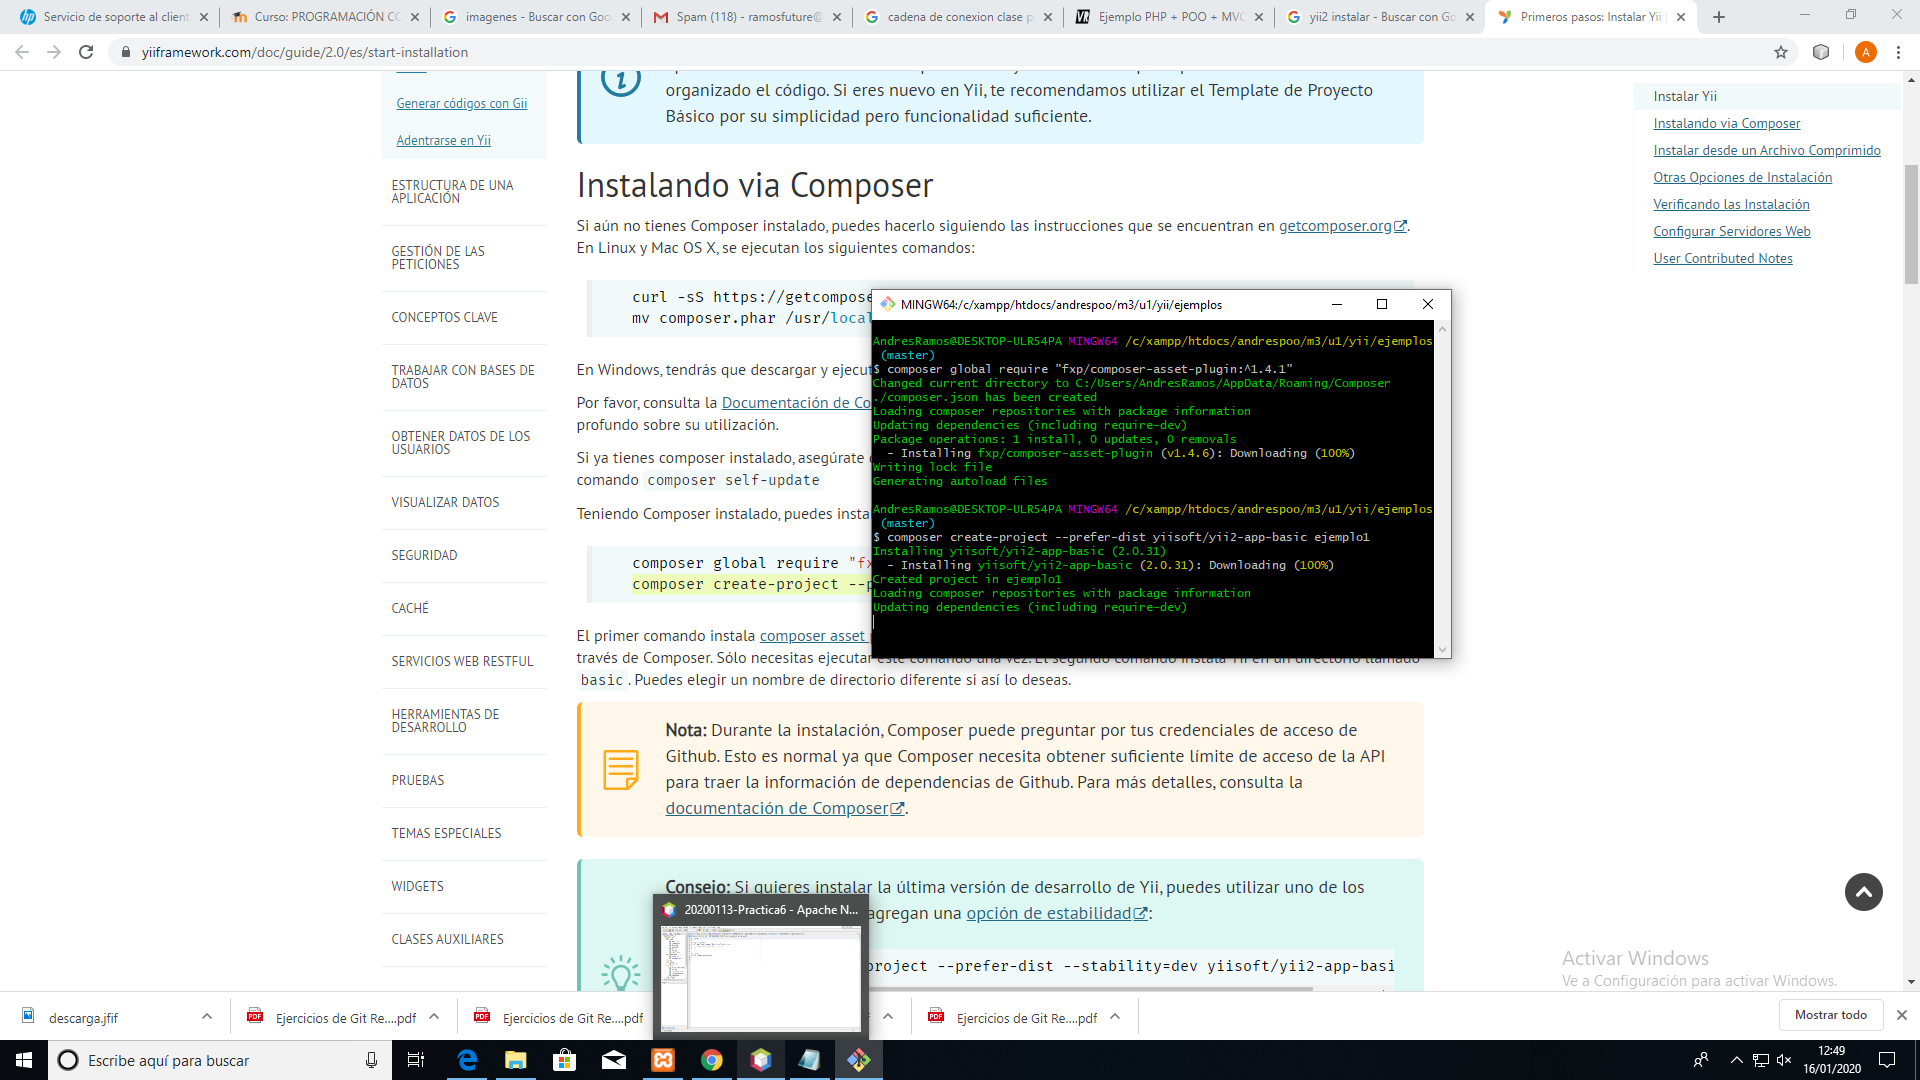 Servicio de soporte al client
Curso: PROGRAMACIÓN CC
imagenes - Buscar con Goo
Spam (118) - ramosfuture@
cadena de conexion clase p
Ejemplo PHP + POO + MVC
yii2 instalar - Buscar con Go
Primeros pasos: Instalar Yii
yiiframework.com/doc/guide/2.0/es/start-installation
A
Generar códigos con Gii
Adentrarse en Yii
ESTRUCTURA DE UNA
APLICACIÓN
GESTIÓN DE LAS
PETICIONES
CONCEPTOS CLAVE
TRABAJAR CON BASES DE
DATOS
OBTENER DATOS DE LOS
USUARIOS
VISUALIZAR DATOS
SEGURIDAD
CACHÉ
SERVICIOS WEB RESTFUL
HERRAMIENTAS DE
DESARROLLO
PRUEBAS
TEMAS ESPECIALES
WIDGETS
CLASES AUXILIARES
organizado el código. Si eres nuevo en Yii, te recomendamos utilizar el Template de Proyecto
Básico por su simplicidad pero funcionalidad suficiente.
Instalando via Composer
Si aún no tienes Composer instalado, puedes hacerlo siguiendo las instrucciones que se encuentran en getcomposer.org.
En Linux y Mac OS X, se ejecutan los siguientes comandos:
curl -sS https://getcompose
mv composer.phar /usr/local
En Windows, tendrás que descargar y ejecut
Por favor, consulta la Documentación de Co
profundo sobre su utilización.
Si ya tienes composer instalado, asegúrate
comando composer self-update
Teniendo Composer instalado, puedes insta
composer global require "fx
composer create-project --p
El primer comando instala composer asset
través de Composer. Sólo necesitas ejecutar este comando una vez. El segundo comando instala Yii en un directorio llamado
basic. Puedes elegir un nombre de directorio diferente si así lo deseas.
Nota: Durante la instalación, Composer puede preguntar por tus credenciales de acceso de
Github. Esto es normal ya que Composer necesita obtener suficiente límite de acceso de la API
para traer la información de dependencias de Github. Para más detalles, consulta la
documentación de Composer.
Consejo: Si quieres instalar la última versión de desarrollo de Yii, puedes utilizar uno de los
agregan una opción de estabilidad:
project --prefer-dist --stability=dev yiisoft/yii2-app-basi
MINGW64:/c/xampp/htdocs/andrespoo/m3/u1/yii/ejemplos
AndresRamos@DESKTOP-ULR54PA MINGW64 /c/xampp/htdocs/andrespoo/m3/u1/yii/ejemplos
(master)
$ composer global require "fxp/composer-asset-plugin:^1.4.1"
Changed current directory to C:/Users/AndresRamos/AppData/Roaming/Composer
./composer.json has been created
Loading composer repositories with package information
Updating dependencies (including require-dev)
Package operations: 1 install, 0 updates, 0 removals
- Installing fxp/composer-asset-plugin (v1.4.6): Downloading (100%)
Writing lock file
Generating autoload files
AndresRamos@DESKTOP-ULR54PA MINGW64 /c/xampp/htdocs/andrespoo/m3/u1/yii/ejemplos
(master)
$ composer create-project --prefer-dist yiisoft/yii2-app-basic ejemplo1
Installing yiisoft/yii2-app-basic (2.0.31)
- Installing yiisoft/yii2-app-basic (2.0.31): Downloading (100%)
Created project in ejemplo1
Loading composer repositories with package information
Updating dependencies (including require-dev)
Instalar Yii
Instalando via Composer
Instalar desde un Archivo Comprimido
Otras Opciones de Instalación
Verificando las Instalación
Configurar Servidores Web
User Contributed Notes
20200113-Practica6 - Apache N...
Activar Windows
Ve a Configuración para activar Windows.
descarga.jfif
PDF
Ejercicios de Git Re....pdf
PDF
Ejercicios de Git Re....pdf
PDF
Ejercicios de Git Re....pdf
Mostrar todo
Escribe aquí para buscar
12:49
16/01/2020